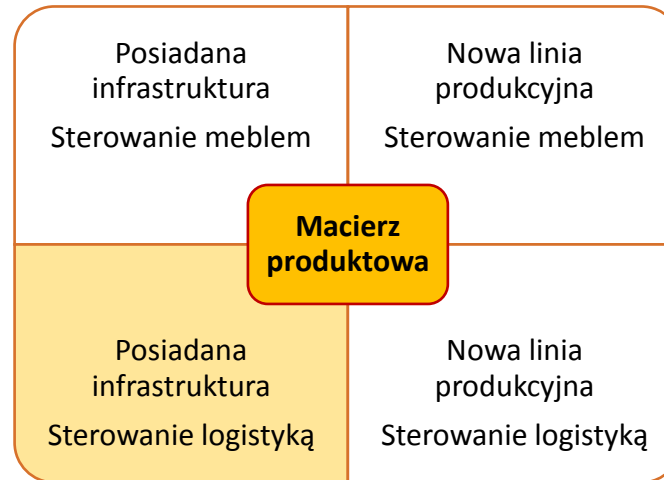 Posiadana
infrastruktura
Sterowanie meblem
Nowa linia
produkcyjna
Sterowanie meblem
Macierz
produktowa
Posiadana
infrastruktura
Sterowanie logistyką
Nowa linia
produkcyjna
Sterowanie logistyką